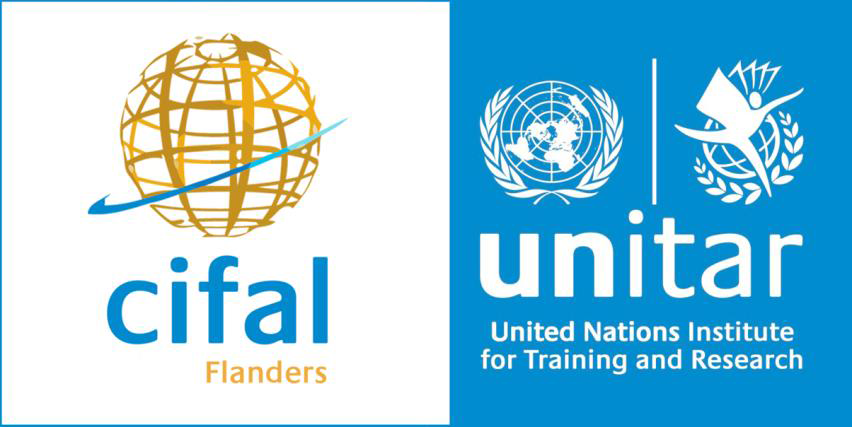 cifal
Flanders
unitar
United Nations Institute
for Training and Research